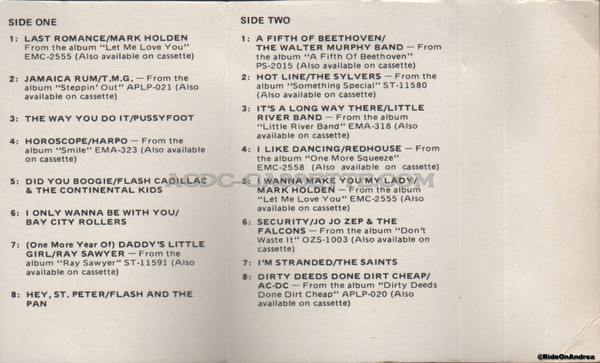 SIDE ONE
1: LAST ROMANCE/MARK HOLDEN
From the album "Let Me Love You"
EMC-2555 (Also available on cassette)
2: JAMAICA RUM/T.M.G. — From the
album "Steppin' Out" APLP-021 (Also
available on cassette)
3: THE WAY YOU DO IT/PUSSYFOOT
4: HOROSCOPE/HARPO — From the
album "Smile" EMA-323 (Also available on
cassette)
5: DID YOU BOOGIE/FLASH CADILLAC
& THE CONTINENTAL KIDS
6: I ONLY WANNA BE WITH YOU/
BAY CITY ROLLERS
7: (One More Year Of) DADDY'S LITTLE
GIRL/RAY SAWYER — From the
album "Ray Sawyer" ST-11591 (Also
available on cassette)
8: HEY, ST. PETER/FLASH AND THE
PAN
SIDE TWO
1: A FIFTH OF BEETHOVEN/
THE WALTER MURPHY BAND — From
the album "A Fifth Of Beethoven"
PS-2015 (Also available on cassette)
2: HOT LINE/THE SYLVERS — From the
album "Something Special" ST-11580
(Also available on cassette)
3: IT'S A LONG WAY THERE/LITTLE
RIVER BAND — From the album
"Little River Band" EMA-318 (Also
available on cassette)
4: I LIKE DANCING/REDHOUSE — From
the album "One More Squeeze"
EMC-2558 (Also available on cassette)
5: I WANNA MAKE YOU MY LADY/
MARK HOLDEN — From the album
"Let Me Love You" EMC-2555 (Also
available on cassette)
6: SECURITY/JO JO ZEP & THE
FALCONS — From the album "Don't
Waste It" OZS-1003 (Also available on
cassette)
7: I'M STRANDED/THE SAINTS
8: DIRTY DEEDS DONE DIRT CHEAP/
AC-DC — From the album "Dirty Deeds
Done Dirt Cheap" APLP-020 (Also
available on cassette)
ACDC-CASSETTE.COM
@RideOnAndrea